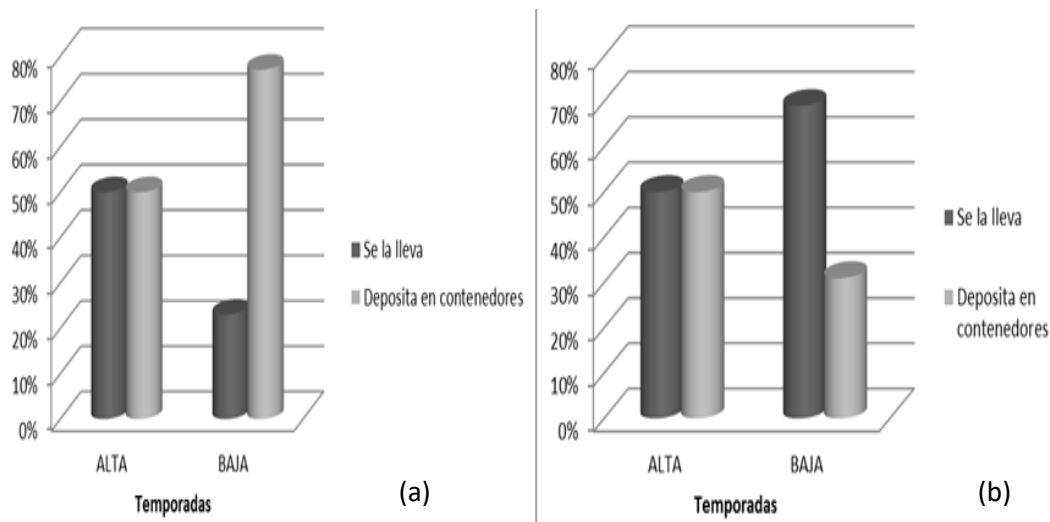 80%
70%
60%
50%
40%
30%
20%
10%
0%
ALTA
BAJA
Temporadas
Se la lleva
Deposita en contenedores
(a)
80%
70%
60%
50%
40%
30%
20%
10%
0%
ALTA
BAJA
Temporadas
Se la lleva
Deposita en
contenedores
(b)